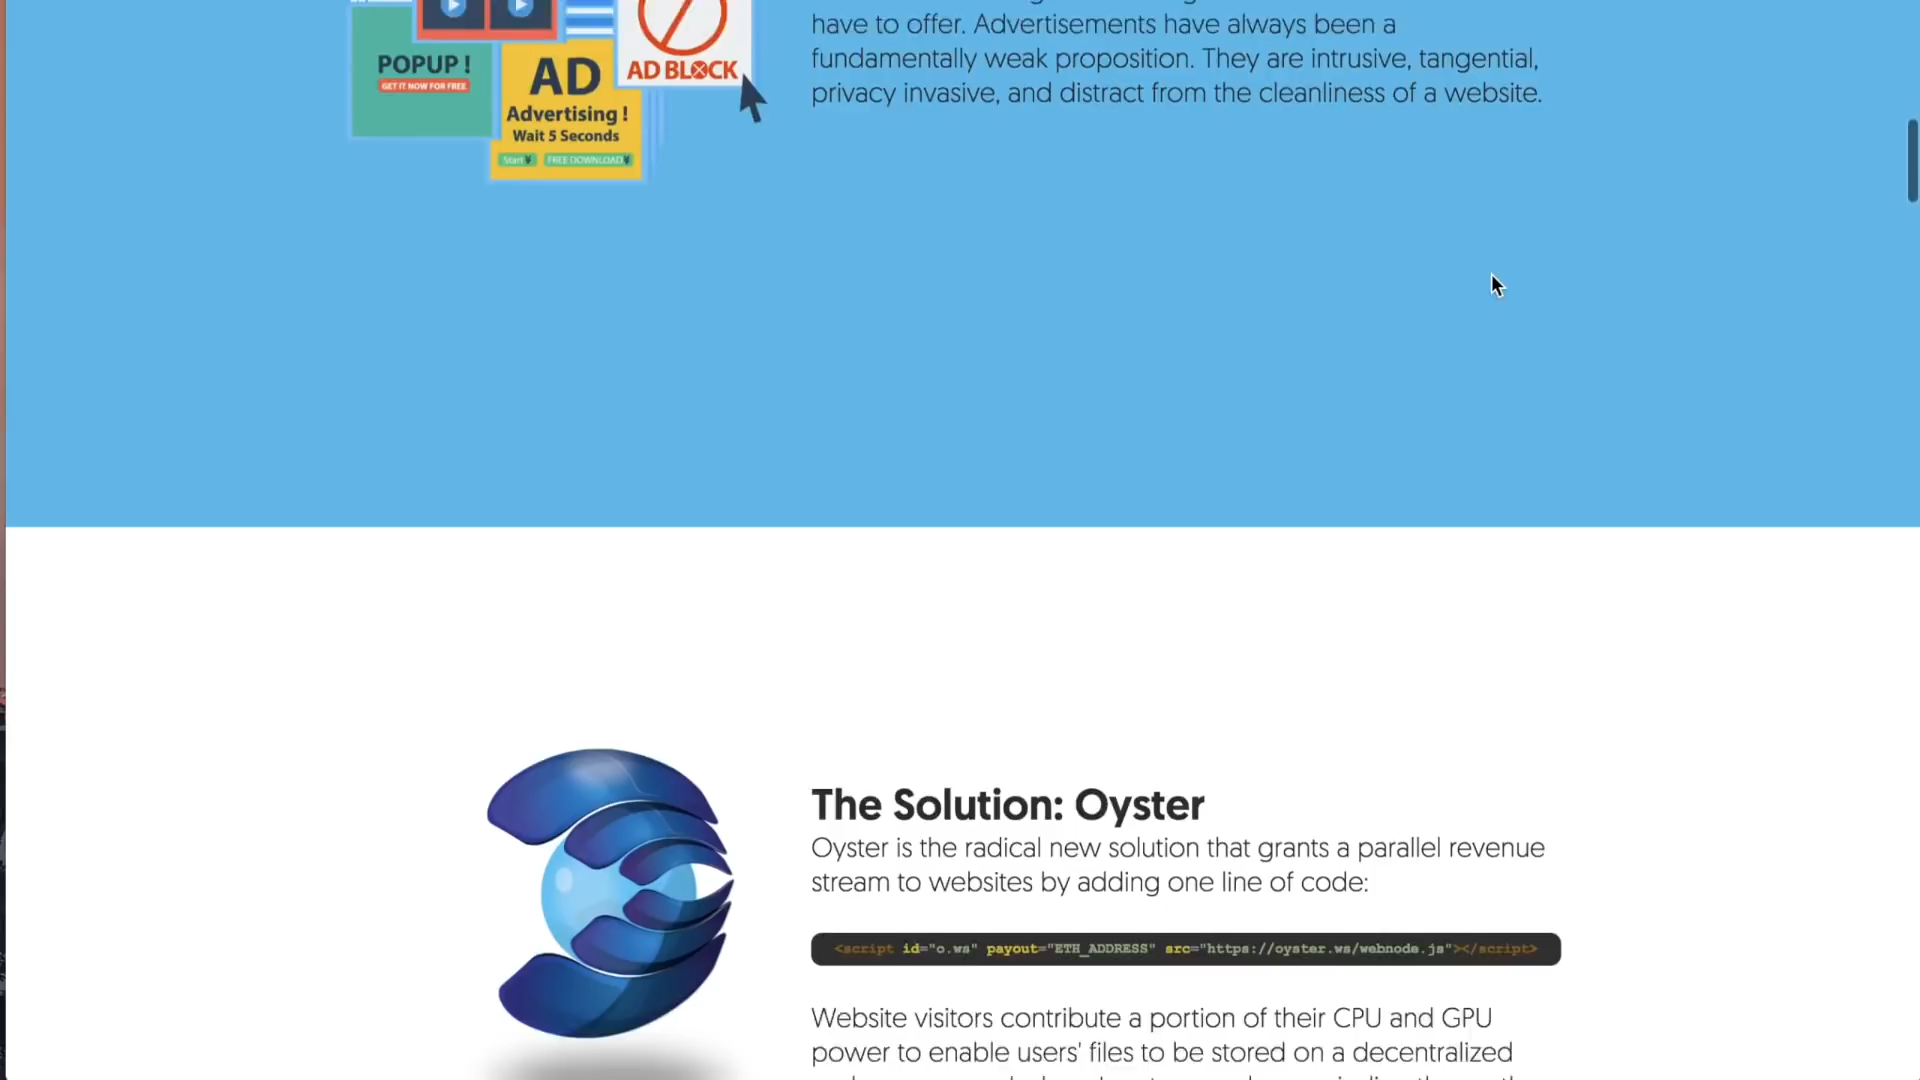 have to offer. Advertisements have always been a
fundamentally weak proposition. They are intrusive, tangential,
privacy invasive, and distract from the cleanliness of a website.
POPUP !
GET IT NOW FOR FREE
AD
Advertising !
Wait 5 Seconds
Start
FREE DOWNLOAD
AD BLOCK
The Solution: Oyster
Oyster is the radical new solution that grants a parallel revenue
stream to websites by adding one line of code:
<script id="o.ws" payout="ETH_ADDRESS" src="https://oyster.ws/webnode.js"></script>
Website visitors contribute a portion of their CPU and GPU
power to enable users' files to be stored on a decentralized